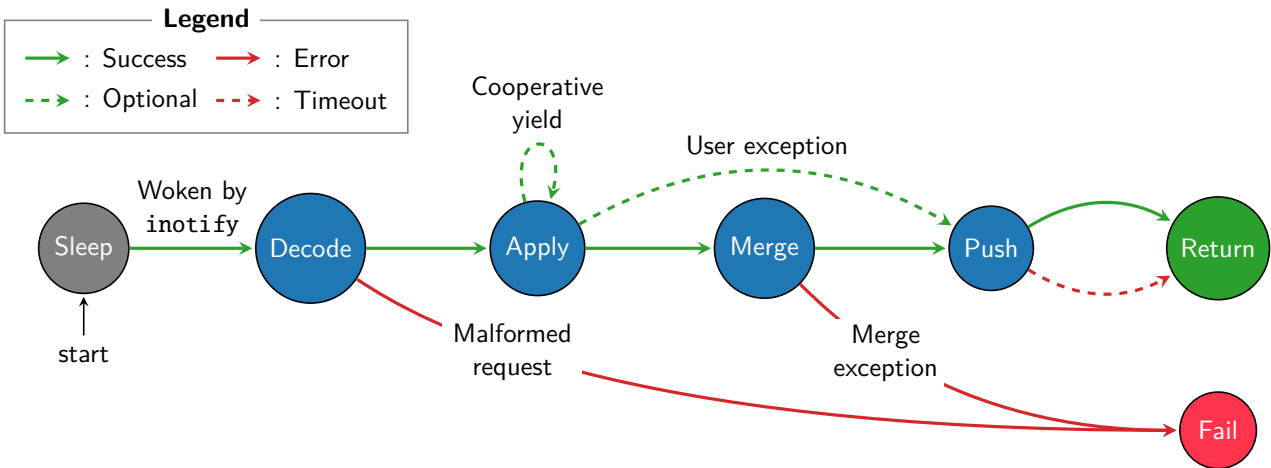 Legend
: Success
: Error
: Optional
: Timeout
Cooperative
yield
User exception
Woken by
inotify
Sleep
Decode
Apply
Merge
Push
Return
start
Malformed
request
Merge
exception
Fail